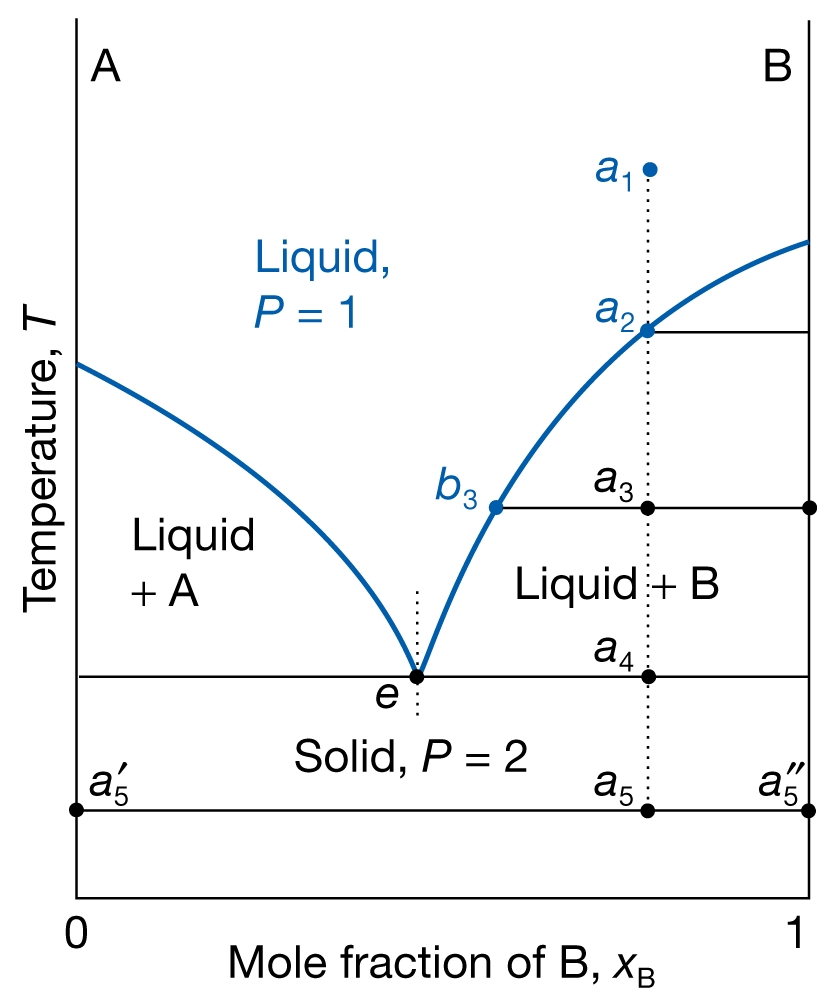 A
B
a₁
Liquid,
P = 1
a₂
Temperature, T
b₃
a₃
Liquid
+ A
Liquid + B
a₄
e
Solid, P = 2
a₅′
a₅
a₅″
0
1
Mole fraction of B, x_B